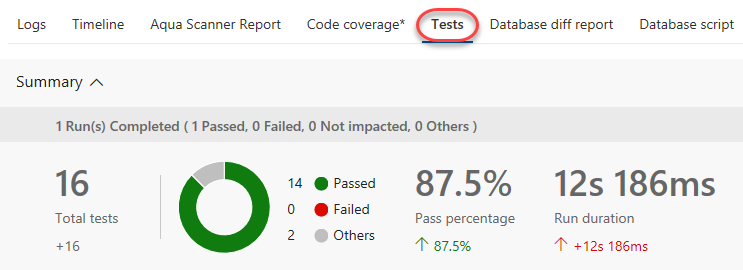 Logs Timeline Aqua Scanner Report Code coverage* Tests Database diff report Database script
Summary
1 Run(s) Completed ( 1 Passed, 0 Failed, 0 Not impacted, 0 Others )
16
Total tests
+16
14 Passed
0 Failed
2 Others
87.5%
Pass percentage
87.5%
12s 186ms
Run duration
+12s 186ms